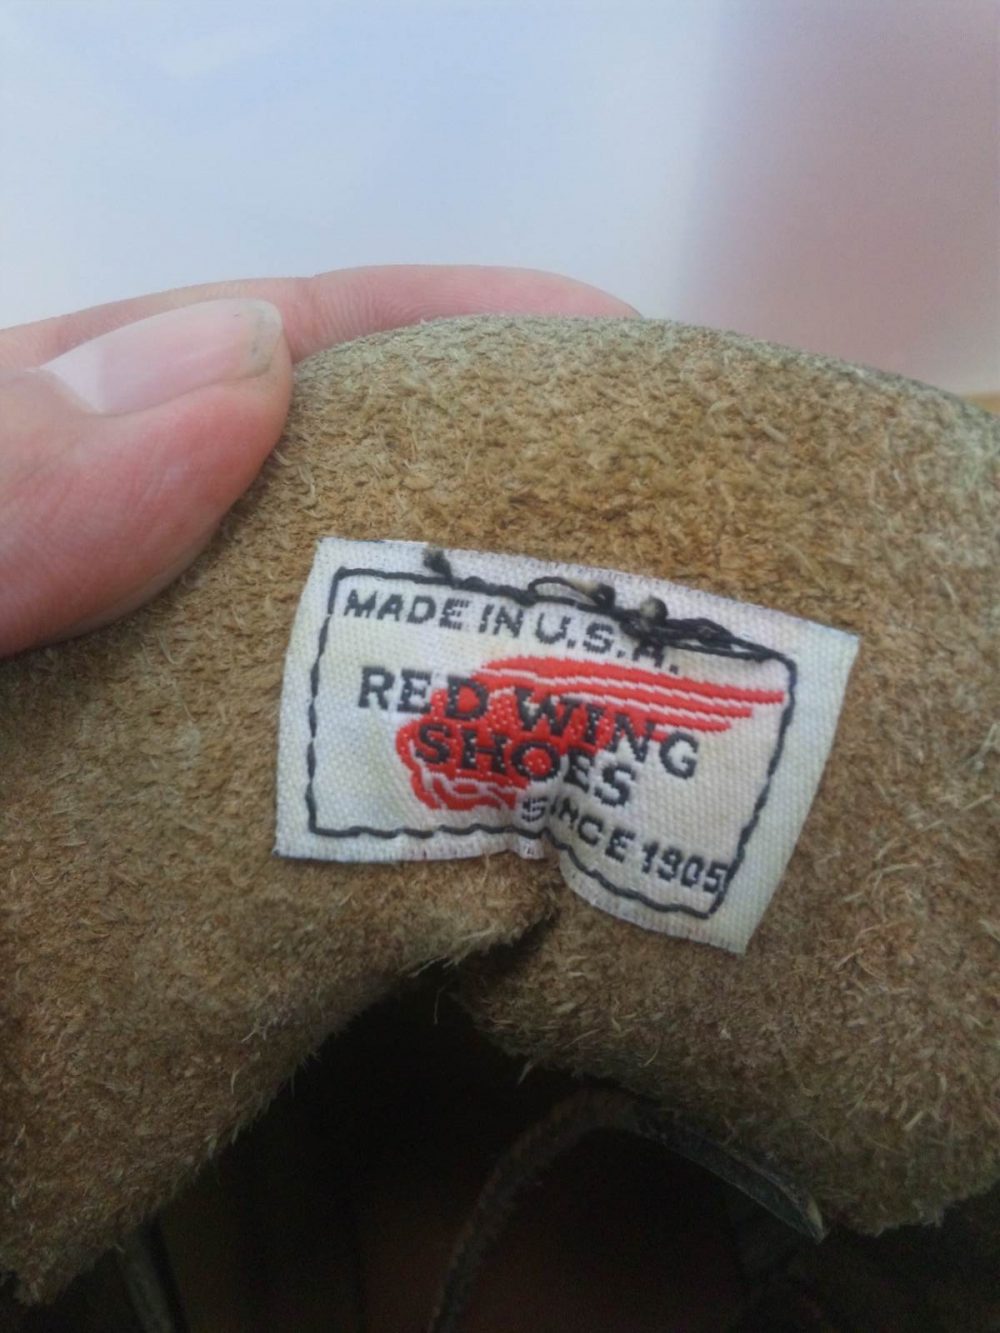 MADE IN U.S.A.
RED WING
SHOES
SINCE 1905